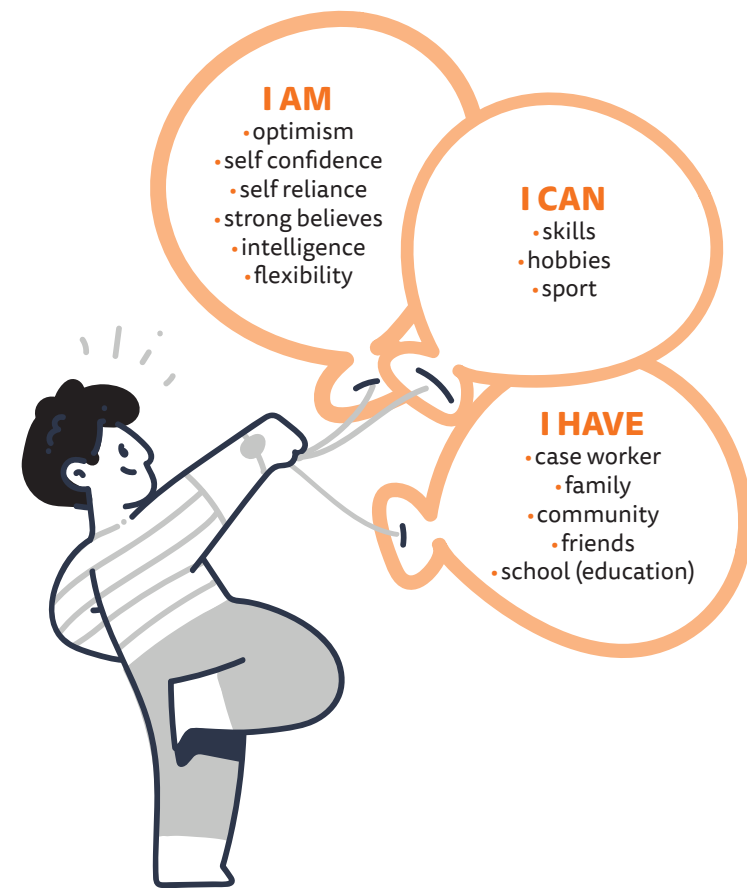 I AM
•optimism
•self confidence
•self reliance
•strong believes
•intelligence
•flexibility
I CAN
•skills
•hobbies
•sport
I HAVE
•case worker
•family
•community
•friends
•school (education)